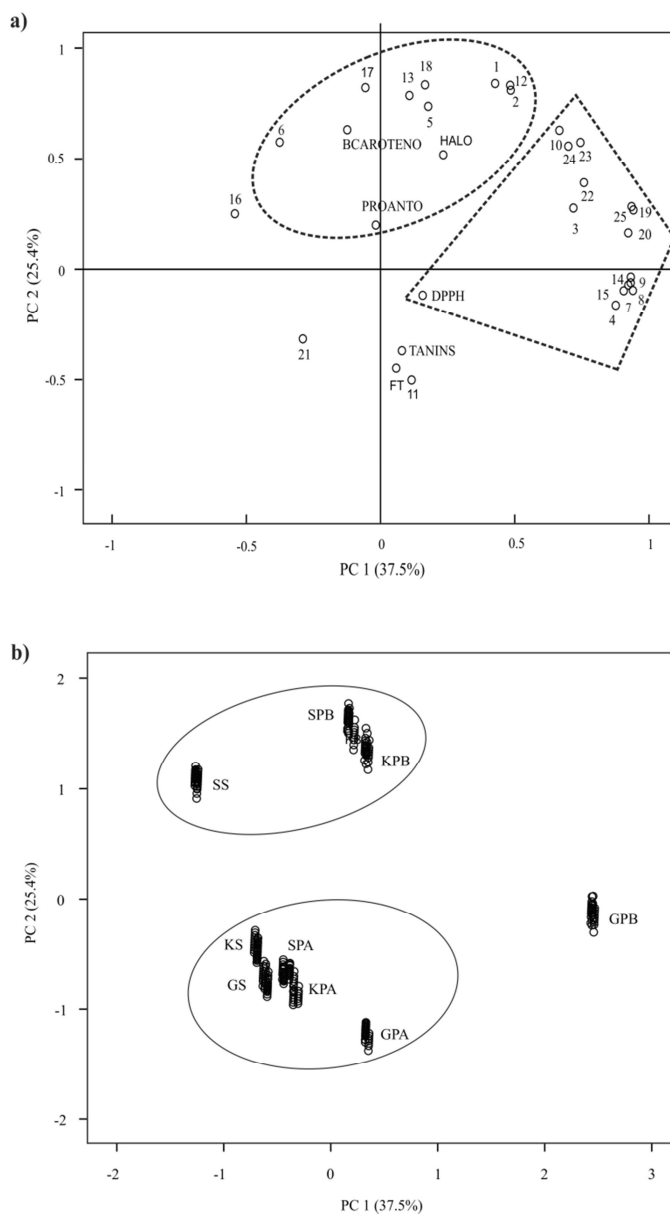 a)
1
17
18
1
12
13
2
5
6
BCAROTENO
HALO
0.5
10
24
23
22
16
PROANTO
3
25
19
20
0
DPPH
14
9
15
7
8
4
21
TANINS
-0.5
FT
11
-1
PC 2 (25.4%)
-1
-0.5
0
0.5
1
PC 1 (37.5%)
b)
2
SPB
KPB
SS
1
0
GPB
KS
SPA
GS
KPA
-1
GPA
-2
PC 2 (25.4%)
-2
-1
0
1
2
3
PC 1 (37.5%)